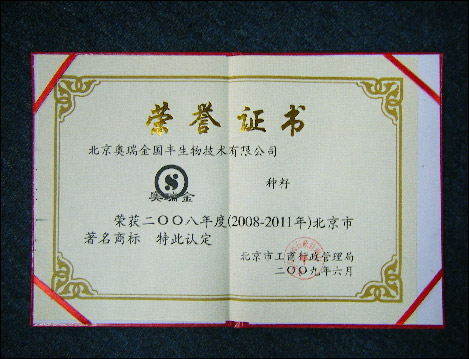 荣誉证书
北京奥瑞金国丰生物技术有限公司
奥瑞金 种籽
荣获二〇〇八年度(2008-2011年)北京市
著名商标 特此认定
北京市工商行政管理局
二〇〇九年六月